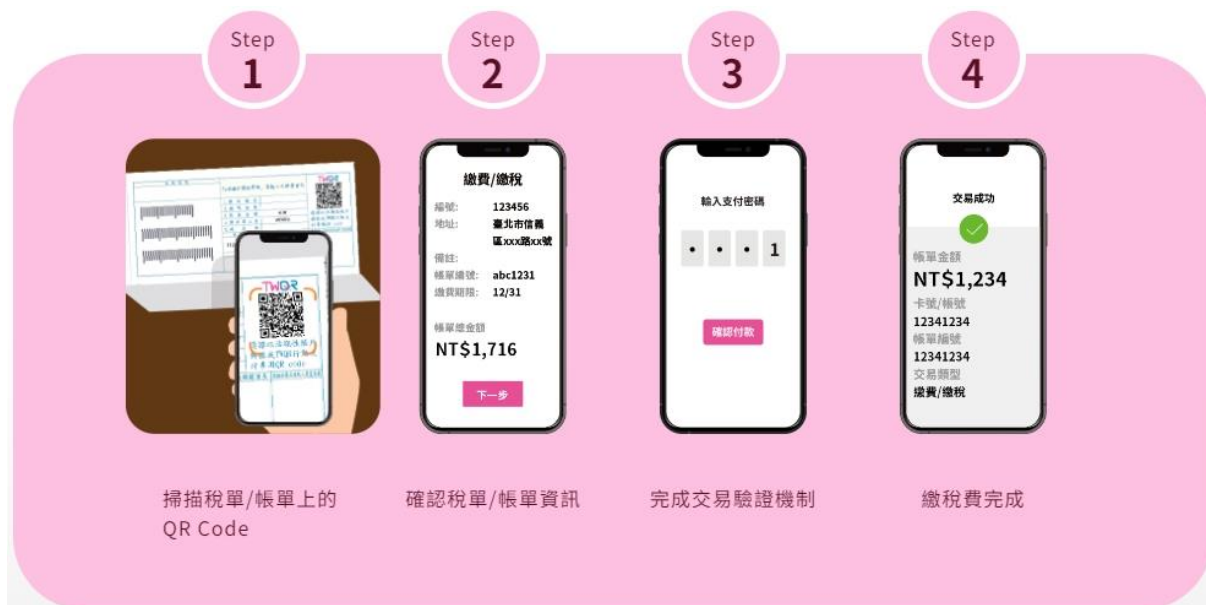 Step
1
Step
2
Step
3
Step
4
TWQR
TWQR
QR code
繳費/繳稅
編號: 123456
地址: 臺北市信義
區xxx路xx號
備註:
帳單編號: abc1231
繳費期限: 12/31
帳單總金額
NT$1,716
下一步
輸入支付密碼
• • • 1
確認付款
交易成功
帳單金額
NT$1,234
卡號/帳號
12341234
帳單編號
12341234
交易類型
繳費/繳稅
掃描稅單/帳單上的
QR Code
確認稅單/帳單資訊
完成交易驗證機制
繳稅費完成